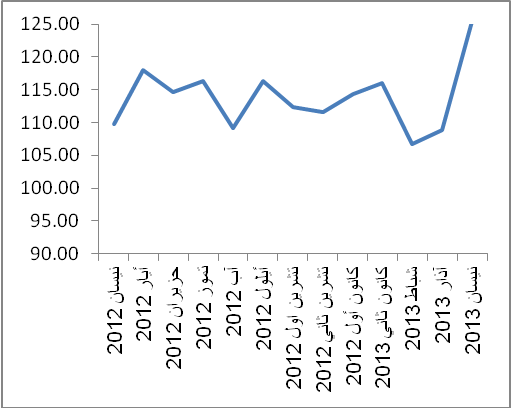 125.00
120.00
115.00
110.00
105.00
100.00
95.00
90.00
نيسان 2012
أيار 2012
حزيران 2012
تموز 2012
آب 2012
أيلول 2012
تشرين اول 2012
تشرين ثاني 2012
كانون أول 2012
كانون ثاني 2013
شباط 2013
آذار 2013
نيسان 2013